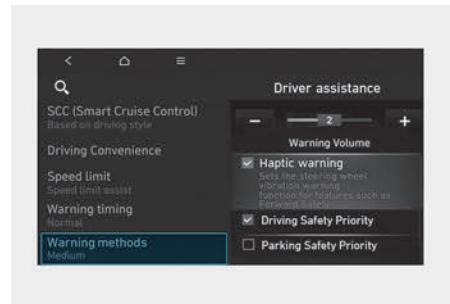 Driver assistance
SCC (Smart Cruise Control)
Based on driving style
Driving Convenience
Speed limit
Speed limit assist
Warning timing
Normal
Warning methods
Medium
− 2 +
Warning Volume
Haptic warning
Sets the steering wheel
vibration warning
function for features such as
Forward Safety
Driving Safety Priority
Parking Safety Priority